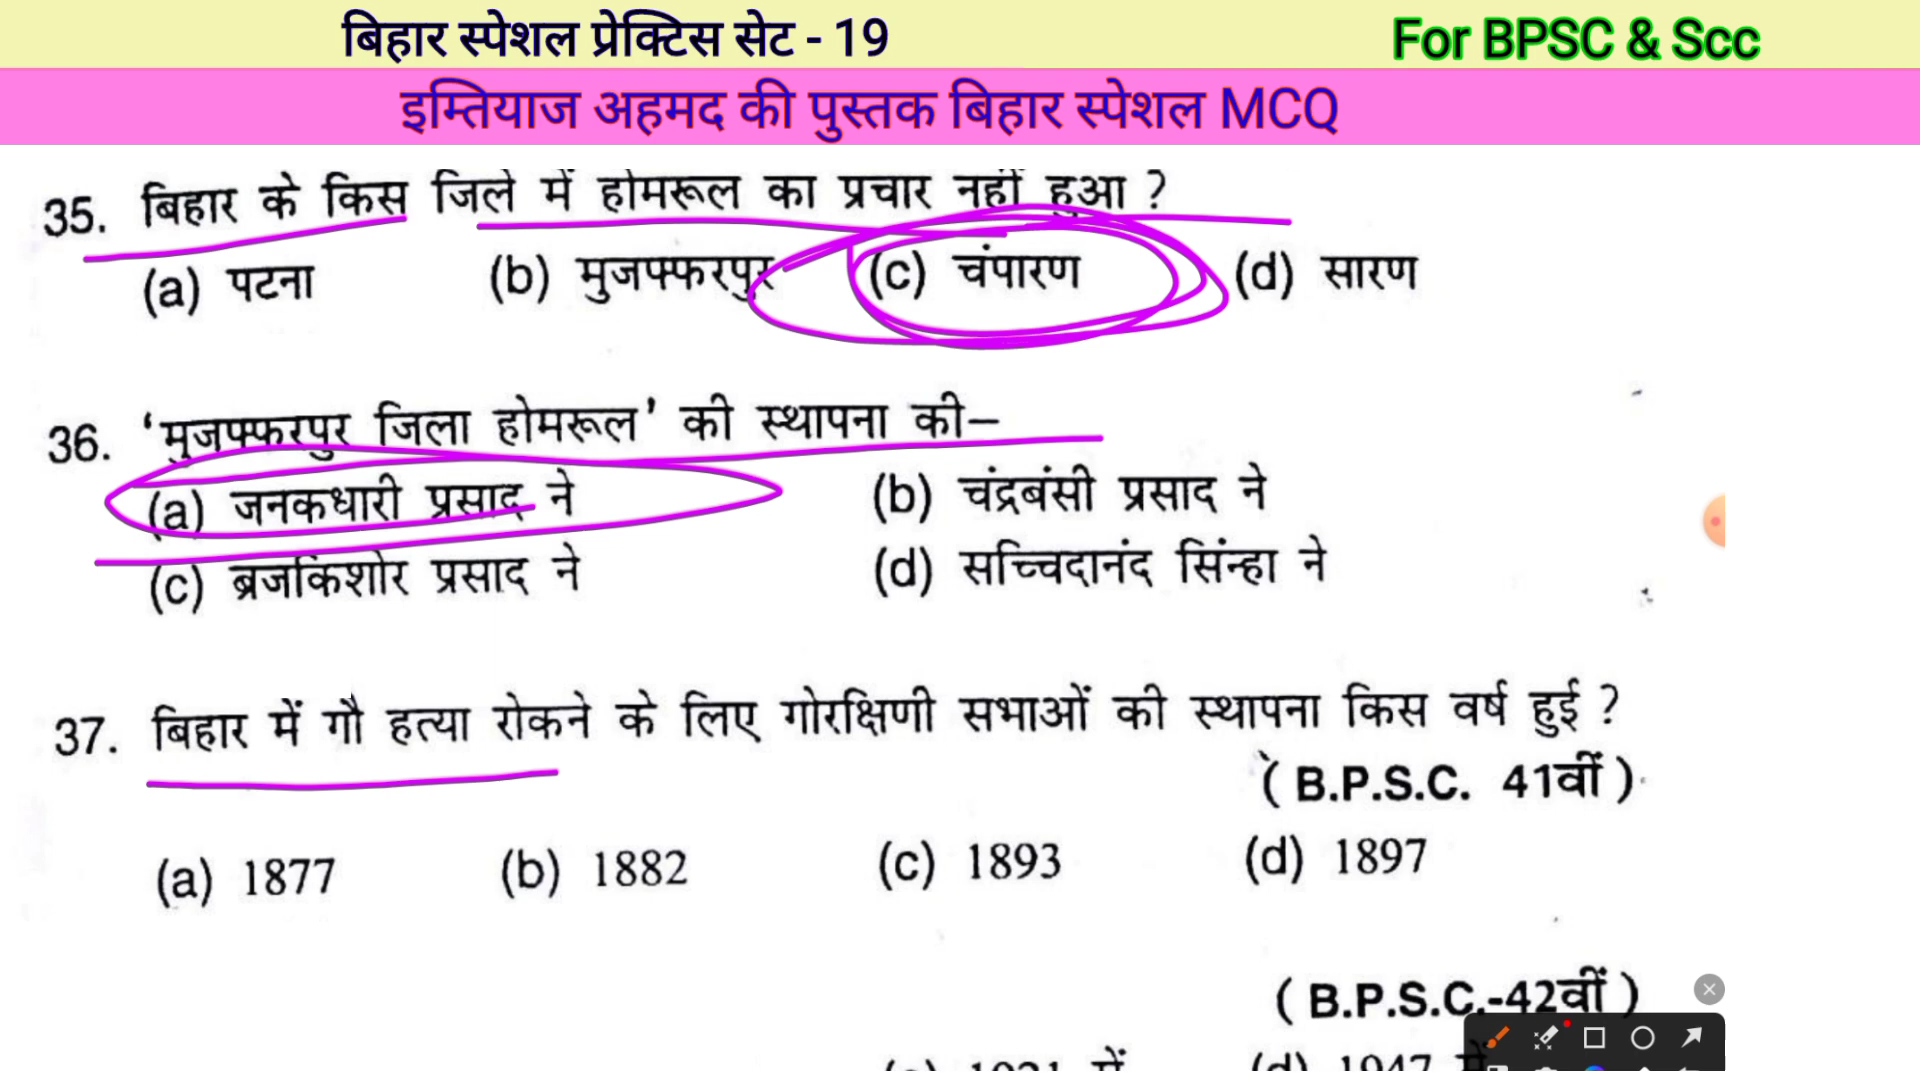 बिहार स्पेशल प्रेक्टिस सेट - 19 For BPSC & Scc
इम्तियाज अहमद की पुस्तक बिहार स्पेशल MCQ
35. बिहार के किस जिले में होमरूल का प्रचार नहीं हुआ ?
(a) पटना (b) मुजफ्फरपुर (c) चंपारण (d) सारण
36. ‘मुजफ्फरपुर जिला होमरूल’ की स्थापना की–
(a) जनकधारी प्रसाद ने (b) चंद्रबंसी प्रसाद ने
(c) ब्रजकिशोर प्रसाद ने (d) सच्चिदानंद सिंन्हा ने
37. बिहार में गौ हत्या रोकने के लिए गोरक्षिणी सभाओं की स्थापना किस वर्ष हुई ?
( B.P.S.C. 41वीं )
(a) 1877 (b) 1882 (c) 1893 (d) 1897
( B.P.S.C.-42वीं )
(d) 1947 में